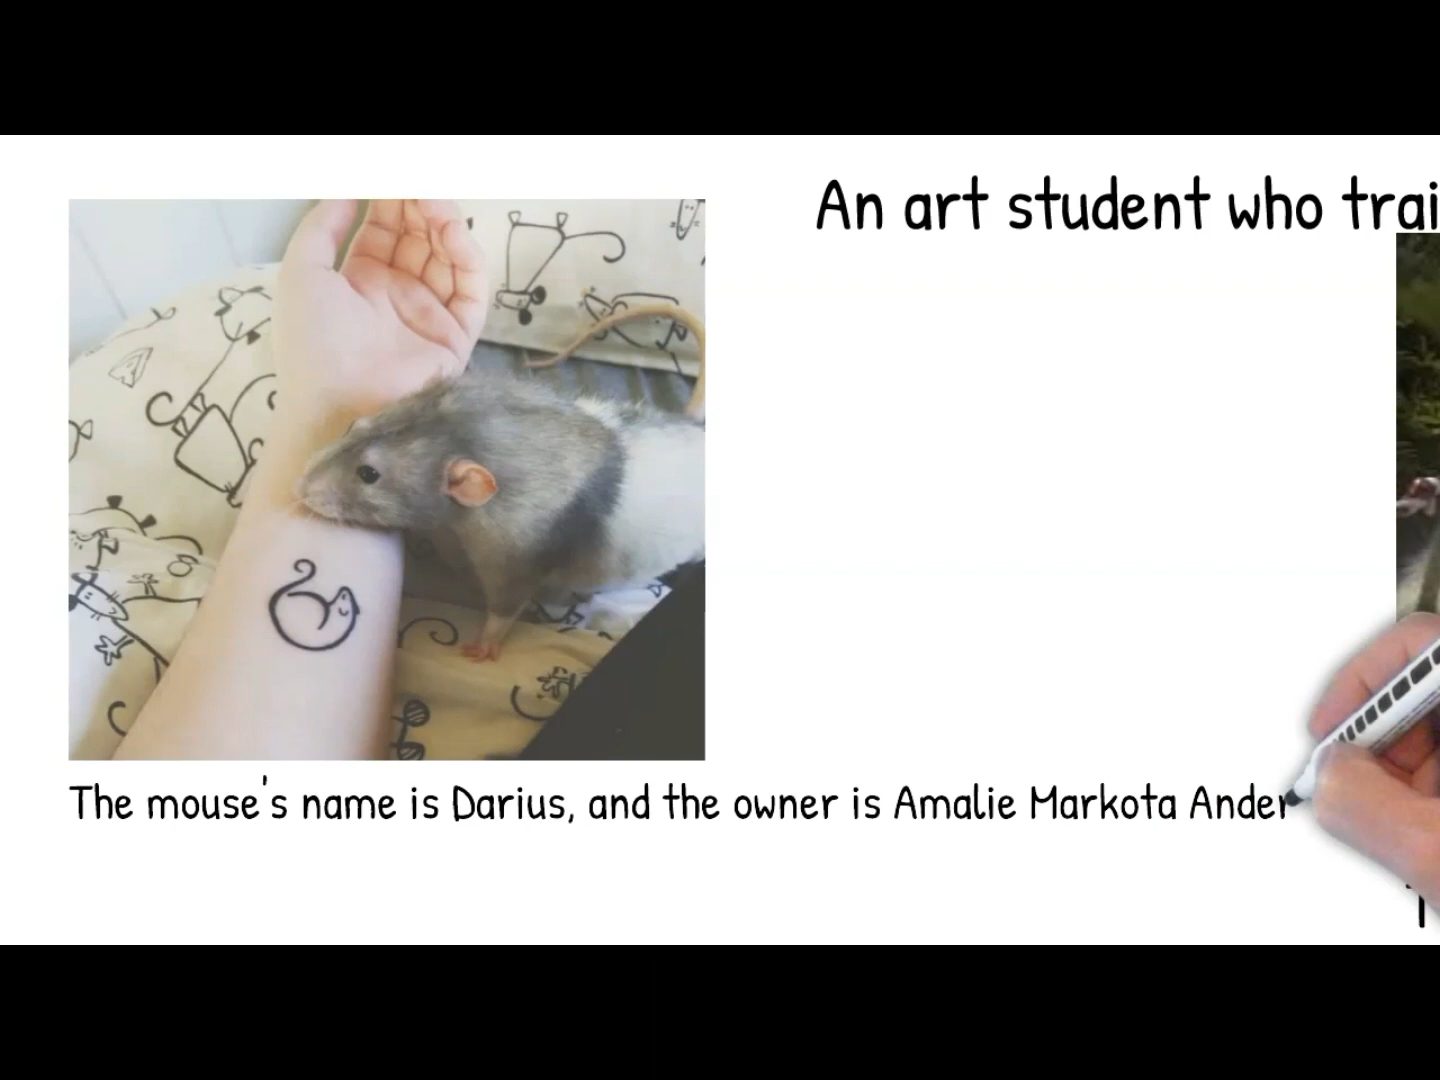 An art student who trai
The mouse's name is Darius, and the owner is Amalie Markota Ander
T